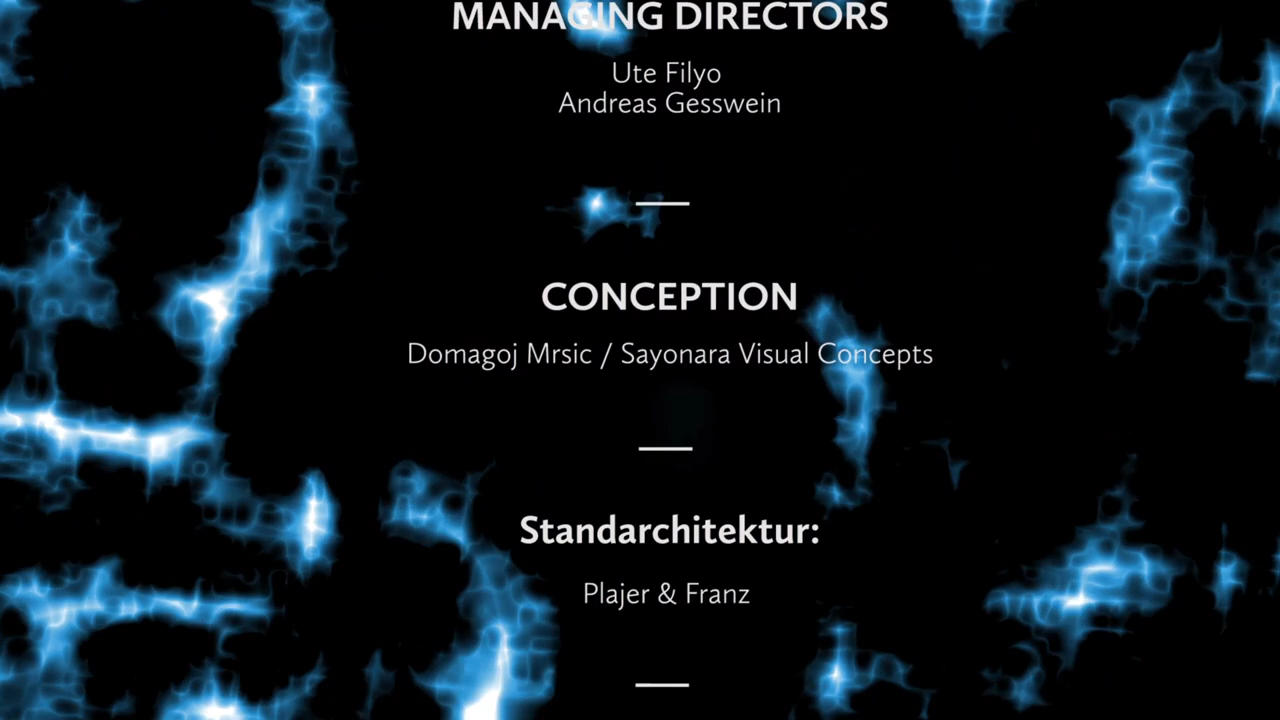 MANAGING DIRECTORS
Ute Filyo
Andreas Gesswein
CONCEPTION
Domagoj Mrsic / Sayonara Visual Concepts
Standarchitektur:
Plajer & Franz